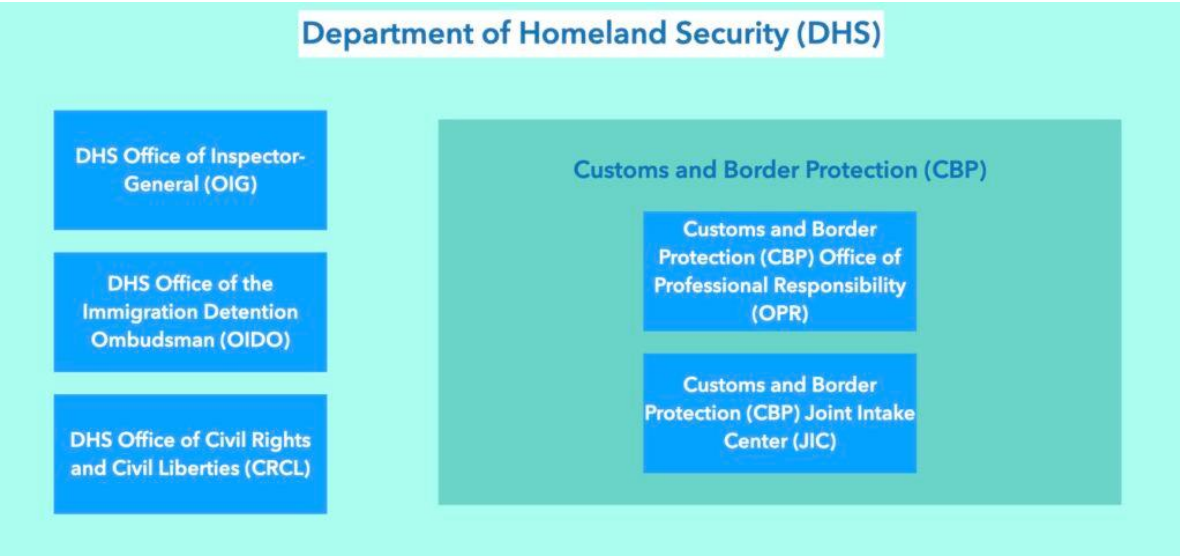 Department of Homeland Security (DHS)
DHS Office of Inspector-
General (OIG)
DHS Office of the
Immigration Detention
Ombudsman (OIDO)
DHS Office of Civil Rights
and Civil Liberties (CRCL)
Customs and Border Protection (CBP)
Customs and Border
Protection (CBP) Office of
Professional Responsibility
(OPR)
Customs and Border
Protection (CBP) Joint Intake
Center (JIC)